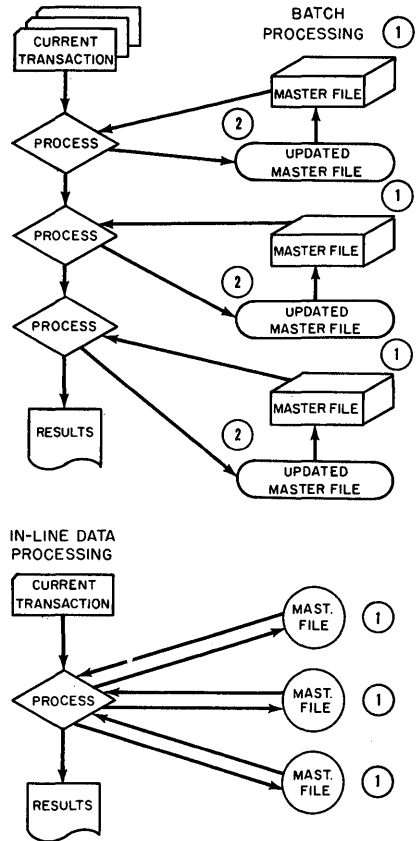 BATCH
PROCESSING
1
CURRENT
TRANSACTION
MASTER FILE
2
PROCESS
UPDATED
MASTER FILE
1
PROCESS
MASTER FILE
2
UPDATED
MASTER FILE
1
PROCESS
MASTER FILE
2
RESULTS
UPDATED
MASTER FILE
IN-LINE DATA
PROCESSING
CURRENT
TRANSACTION
MAST.
FILE
1
PROCESS
MAST.
FILE
1
MAST.
FILE
1
RESULTS